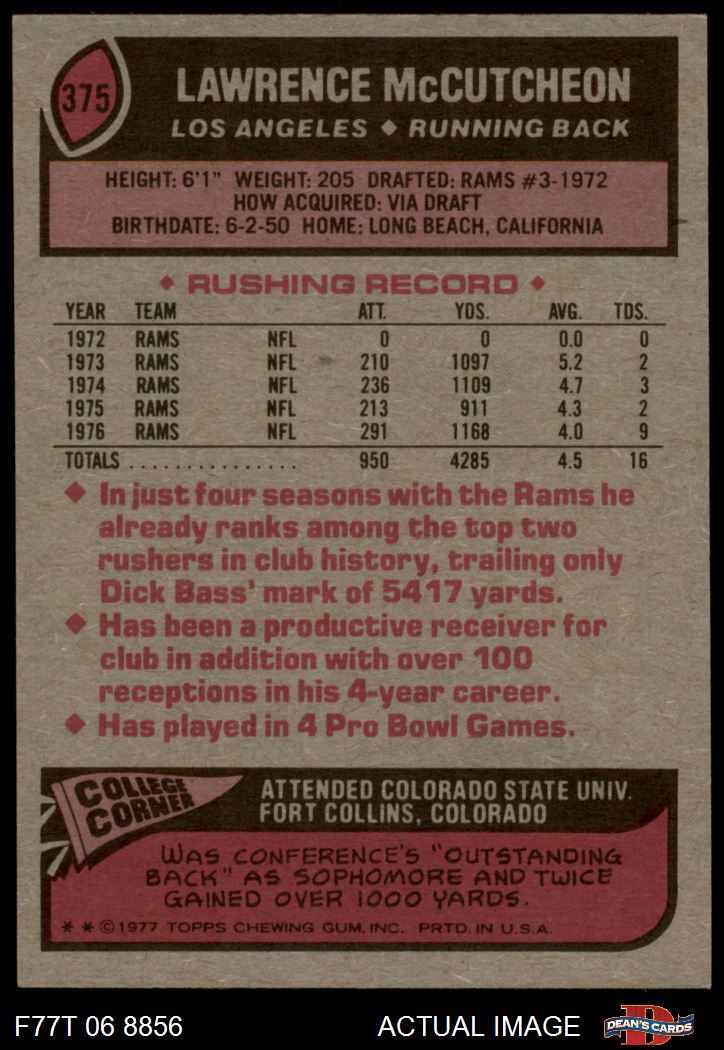 375
LAWRENCE McCUTCHEON
LOS ANGELES ◆ RUNNING BACK
HEIGHT: 6'1" WEIGHT: 205 DRAFTED: RAMS #3-1972
HOW ACQUIRED: VIA DRAFT
BIRTHDATE: 6-2-50 HOME: LONG BEACH, CALIFORNIA
◆ RUSHING RECORD ◆
YEAR TEAM ATT. YDS. AVG. TDS.
1972 RAMS NFL 0 0 0.0 0
1973 RAMS NFL 210 1097 5.2 2
1974 RAMS NFL 236 1109 4.7 3
1975 RAMS NFL 213 911 4.3 2
1976 RAMS NFL 291 1168 4.0 9
TOTALS . . . . . . . . . . . . . . . 950 4285 4.5 16
◆ In just four seasons with the Rams he
already ranks among the top two
rushers in club history, trailing only
Dick Bass' mark of 5417 yards.
◆ Has been a productive receiver for
club in addition with over 100
receptions in his 4-year career.
◆ Has played in 4 Pro Bowl Games.
COLLEGE
CORNER
ATTENDED COLORADO STATE UNIV.
FORT COLLINS, COLORADO
WAS CONFERENCE'S "OUTSTANDING
BACK" AS SOPHOMORE AND TWICE
GAINED OVER 1000 YARDS.
* * ©1977 TOPPS CHEWING GUM, INC. PRTD. IN U.S.A.
F77T 06 8856 ACTUAL IMAGE
D
DEAN'S CARDS